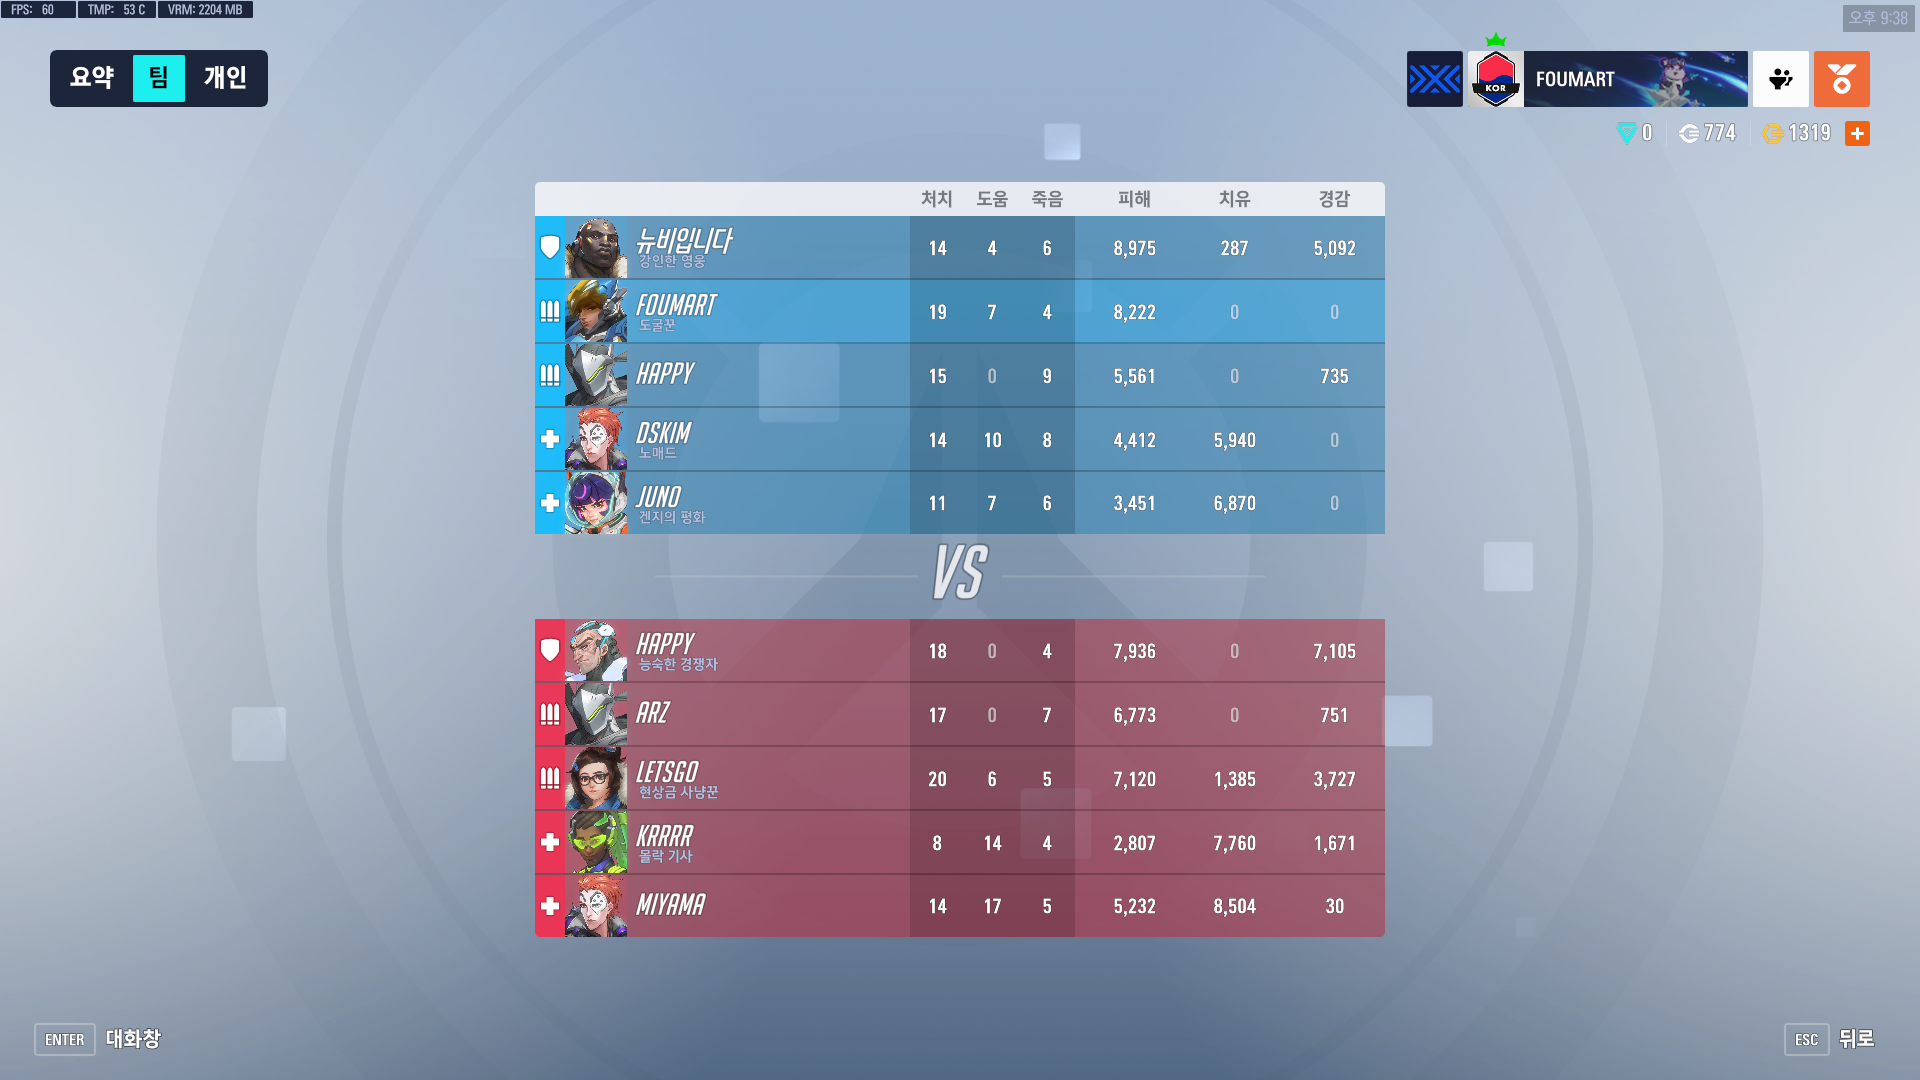 FPS: 60 TMP: 53 C VRM: 2204 MB
오후 9:38
요약 팀 개인
KOR
FOUMART
0 774 1319
처치 도움 죽음 피해 치유 경감
뉴비입니다 14 4 6 8,975 287 5,092
강인한 영웅
FOUMART 19 7 4 8,222 0 0
도굴꾼
HAPPY 15 0 9 5,561 0 735
DSKIM 14 10 8 4,412 5,940 0
노매드
JUNO 11 7 6 3,451 6,870 0
겐지의 평화
VS
HAPPY 18 0 4 7,936 0 7,105
능숙한 경쟁자
ARZ 17 0 7 6,773 0 751
LETSGO 20 6 5 7,120 1,385 3,727
현상금 사냥꾼
KRRRR 8 14 4 2,807 7,760 1,671
몰락 기사
MIYAMA 14 17 5 5,232 8,504 30
ENTER 대화창
ESC 뒤로